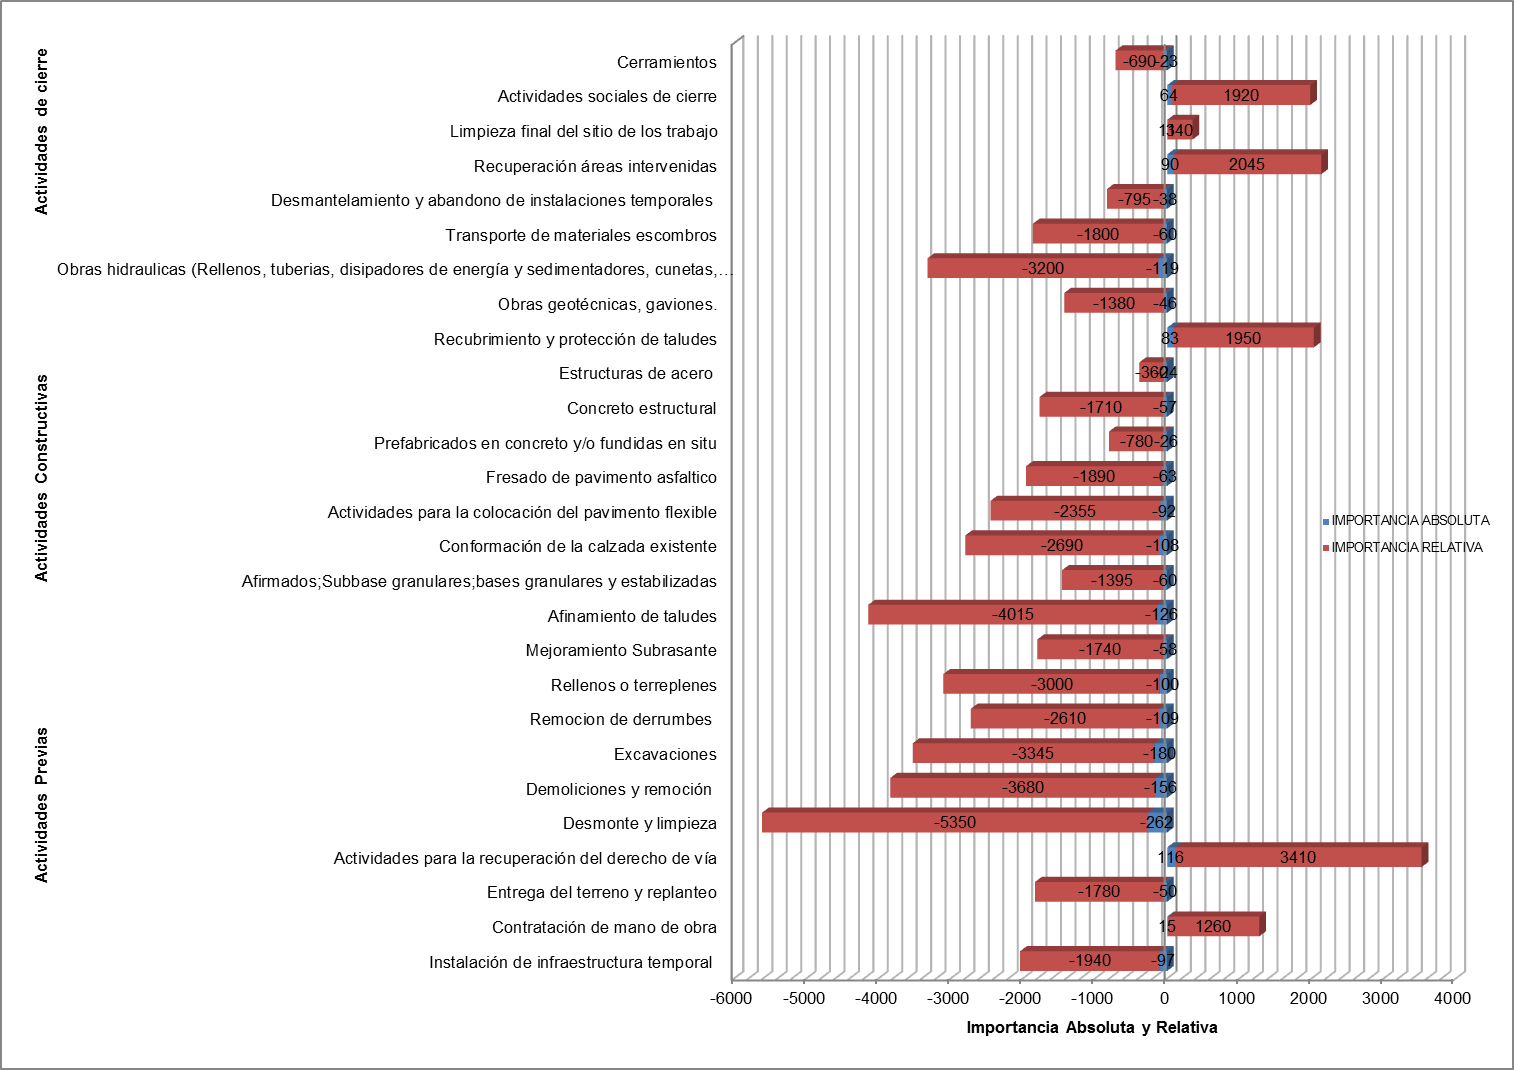 Actividades de cierre
Cerramientos -690 -23
Actividades sociales de cierre 64 1920
Limpieza final del sitio de los trabajo 340
Recuperación áreas intervenidas 90 2045
Desmantelamiento y abandono de instalaciones temporales -795 -38
Transporte de materiales escombros -1800 -60
Obras hidraulicas (Rellenos, tuberias, disipadores de energía y sedimentadores, cunetas,... -3200 -119
Obras geotécnicas, gaviones. -1380 -46
Recubrimiento y protección de taludes 83 1950
Actividades Constructivas
Estructuras de acero -360 -24
Concreto estructural -1710 -57
Prefabricados en concreto y/o fundidas en situ -780 -26
Fresado de pavimento asfaltico -1890 -63
Actividades para la colocación del pavimento flexible -2355 -92
Conformación de la calzada existente -2690 -108
Afirmados;Subbase granulares;bases granulares y estabilizadas -1395 -60
Afinamiento de taludes -4015 -126
Mejoramiento Subrasante -1740 -58
Rellenos o terreplenes -3000 -100
Actividades Previas
Remocion de derrumbes -2610 -109
Excavaciones -3345 -180
Demoliciones y remoción -3680 -156
Desmonte y limpieza -5350 -262
Actividades para la recuperación del derecho de vía 116 3410
Entrega del terreno y replanteo -1780 -50
Contratación de mano de obra 15 1260
Instalación de infraestructura temporal -1940 -97
-6000 -5000 -4000 -3000 -2000 -1000 0 1000 2000 3000 4000
Importancia Absoluta y Relativa
IMPORTANCIA ABSOLUTA
IMPORTANCIA RELATIVA